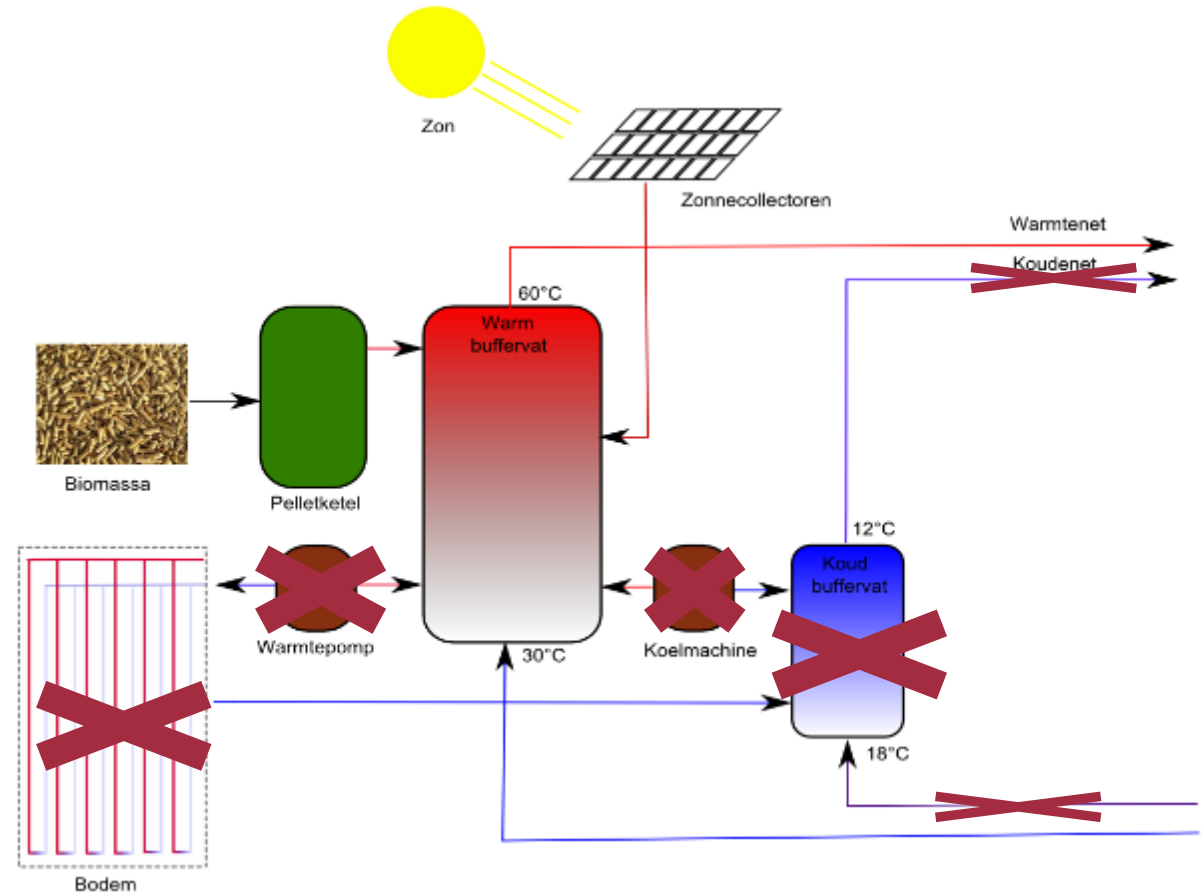 Zon
Zonnecollectoren
Warmtenet
Koudenet
60°C
Warm
buffervat
Biomassa
Pelletketel
12°C
Koud
buffervat
Warmtepomp
30°C
Koelmachine
18°C
Bodem